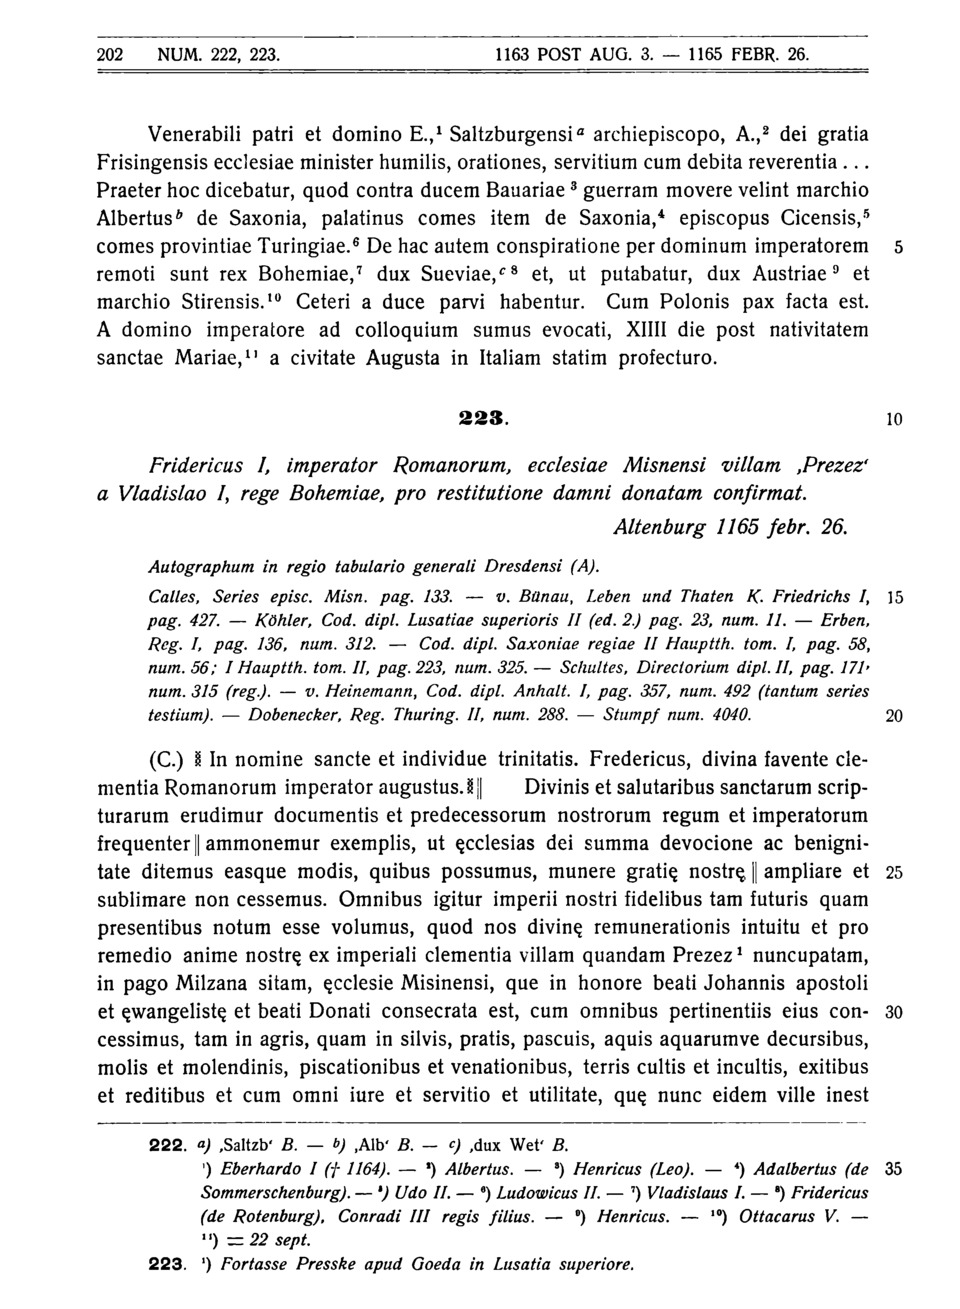 202 NUM. 222, 223. 1163 POST AUG. 3. — 1165 FEBR. 26.
Venerabili patri et domino E.,¹ Saltzburgensi ᵃ archiepiscopo, A.,² dei gratia
Frisingensis ecclesiae minister humilis, orationes, servitium cum debita reverentia . . .
Praeter hoc dicebatur, quod contra ducem Bauariae ³ guerram movere velint marchio
Albertus ᵇ de Saxonia, palatinus comes item de Saxonia,⁴ episcopus Cicensis,⁵
comes provintiae Turingiae.⁶ De hac autem conspiratione per dominum imperatorem 5
remoti sunt rex Bohemiae,⁷ dux Sueviae,ᶜ ⁸ et, ut putabatur, dux Austriae ⁹ et
marchio Stirensis.¹⁰ Ceteri a duce parvi habentur. Cum Polonis pax facta est.
A domino imperatore ad colloquium sumus evocati, XIIII die post nativitatem
sanctae Mariae,¹¹ a civitate Augusta in Italiam statim profecturo.
223. 10
Fridericus I, imperator Romanorum, ecclesiae Misnensi villam ‚Prezez‘
a Vladislao I, rege Bohemiae, pro restitutione damni donatam confirmat.
Altenburg 1165 febr. 26.
Autographum in regio tabulario generali Dresdensi (A).
Calles, Series episc. Misn. pag. 133. — v. Bünau, Leben und Thaten K. Friedrichs I, 15
pag. 427. — Köhler, Cod. dipl. Lusatiae superioris II (ed. 2.) pag. 23, num. 11. — Erben,
Reg. I, pag. 136, num. 312. — Cod. dipl. Saxoniae regiae II Hauptth. tom. I, pag. 58,
num. 56; I Hauptth. tom. II, pag. 223, num. 325. — Schultes, Directorium dipl. II, pag. 171,
num. 315 (reg.). — v. Heinemann, Cod. dipl. Anhalt. I, pag. 357, num. 492 (tantum series
testium). — Dobenecker, Reg. Thuring. II, num. 288. — Stumpf num. 4040. 20
(C.) ⁑ In nomine sancte et individue trinitatis. Fredericus, divina favente cle-
mentia Romanorum imperator augustus.⁑ || Divinis et salutaribus sanctarum scrip-
turarum erudimur documentis et predecessorum nostrorum regum et imperatorum
frequenter || ammonemur exemplis, ut ęcclesias dei summa devocione ac benigni-
tate ditemus easque modis, quibus possumus, munere gratię nostrę || ampliare et 25
sublimare non cessemus. Omnibus igitur imperii nostri fidelibus tam futuris quam
presentibus notum esse volumus, quod nos divinę remunerationis intuitu et pro
remedio anime nostrę ex imperiali clementia villam quandam Prezez ¹ nuncupatam,
in pago Milzana sitam, ęcclesie Misinensi, que in honore beati Johannis apostoli
et ęwangelistę et beati Donati consecrata est, cum omnibus pertinentiis eius con- 30
cessimus, tam in agris, quam in silvis, pratis, pascuis, aquis aquarumve decursibus,
molis et molendinis, piscationibus et venationibus, terris cultis et incultis, exitibus
et reditibus et cum omni iure et servitio et utilitate, quę nunc eidem ville inest
222. a) ‚Saltzb‘ B. — b) ‚Alb‘ B. — c) ‚dux Wet‘ B.
¹) Eberhardo I († 1164). — ²) Albertus. — ³) Henricus (Leo). — ⁴) Adalbertus (de 35
Sommerschenburg). — ⁵) Udo II. — ⁶) Ludowicus II. — ⁷) Vladislaus I. — ⁸) Fridericus
(de Rotenburg), Conradi III regis filius. — ⁹) Henricus. — ¹⁰) Ottacarus V. —
¹¹) = 22 sept.
223. ¹) Fortasse Presske apud Goeda in Lusatia superiore.